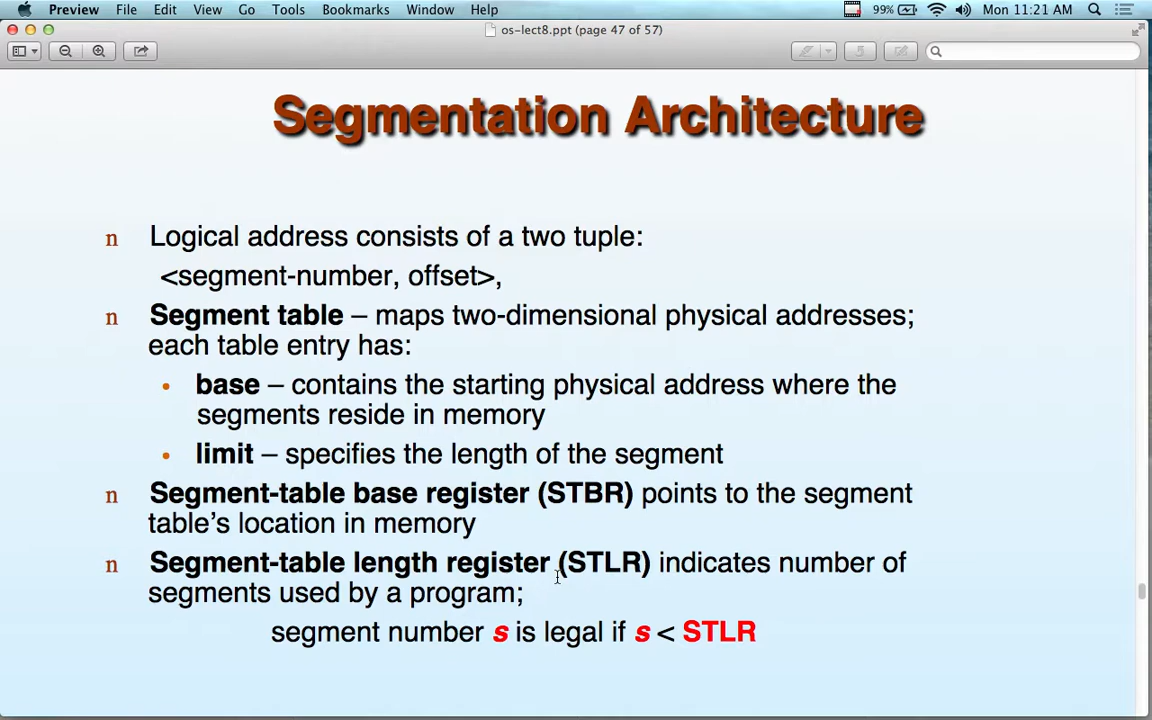 Preview File Edit View Go Tools Bookmarks Window Help 99% Mon 11:21 AM
os-lect8.ppt (page 47 of 57)
Segmentation Architecture
n Logical address consists of a two tuple:
<segment-number, offset>,
n Segment table – maps two-dimensional physical addresses;
each table entry has:
• base – contains the starting physical address where the
segments reside in memory
• limit – specifies the length of the segment
n Segment-table base register (STBR) points to the segment
table’s location in memory
n Segment-table length register (STLR) indicates number of
segments used by a program;
segment number s is legal if s < STLR